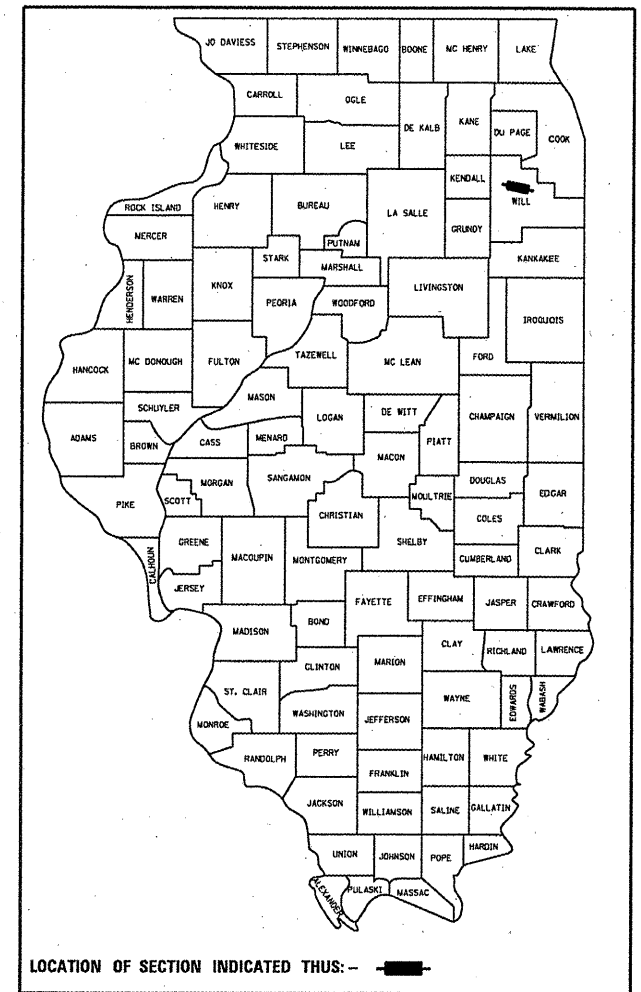 JO DAVIESS STEPHENSON WINNEBAGO BOONE MC HENRY LAKE
CARROLL OGLE DE KALB KANE DU PAGE COOK
WHITESIDE LEE
KENDALL WILL
ROCK ISLAND HENRY BUREAU LA SALLE GRUNDY
MERCER PUTNAM KANKAKEE
STARK MARSHALL
HENDERSON WARREN KNOX PEORIA WOODFORD LIVINGSTON IROQUOIS
HANCOCK MC DONOUGH FULTON TAZEWELL MC LEAN FORD
MASON
SCHUYLER LOGAN DE WITT CHAMPAIGN VERMILION
ADAMS BROWN CASS MENARD PIATT
MACON
PIKE SCOTT MORGAN SANGAMON MOULTRIE DOUGLAS EDGAR
CHRISTIAN COLES
CALHOUN GREENE MACOUPIN MONTGOMERY SHELBY CUMBERLAND CLARK
JERSEY
FAYETTE EFFINGHAM JASPER CRAWFORD
MADISON BOND
CLINTON MARION CLAY RICHLAND LAWRENCE
ST. CLAIR WASHINGTON JEFFERSON WAYNE EDWARDS WABASH
MONROE
RANDOLPH PERRY HAMILTON WHITE
FRANKLIN
JACKSON WILLIAMSON SALINE GALLATIN
UNION JOHNSON POPE HARDIN
ALEXANDER PULASKI MASSAC
LOCATION OF SECTION INDICATED THUS:-